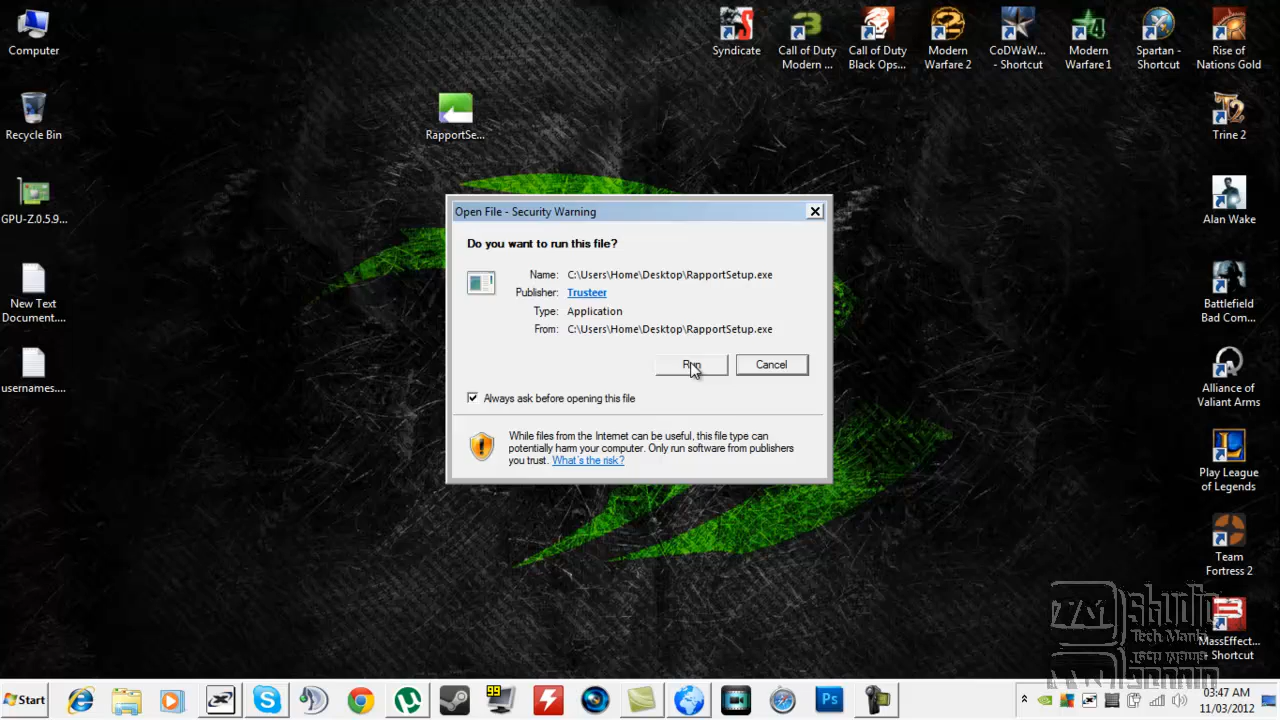 Computer
Recycle Bin
GPU-Z.0.5.9...
New Text
Document....
usernames....
RapportSe...
Syndicate
Call of Duty
Modern ...
Call of Duty
Black Ops...
Modern
Warfare 2
CoDWaW...
- Shortcut
Modern
Warfare 1
Spartan -
Shortcut
Rise of
Nations Gold
Trine 2
Alan Wake
Battlefield
Bad Com...
Alliance of
Valiant Arms
Play League
of Legends
Team
Fortress 2
MassEffect...
- Shortcut
Open File - Security Warning
Do you want to run this file?
Name: C:\Users\Home\Desktop\RapportSetup.exe
Publisher: Trusteer
Type: Application
From: C:\Users\Home\Desktop\RapportSetup.exe
Run
Cancel
Always ask before opening this file
While files from the Internet can be useful, this file type can
potentially harm your computer. Only run software from publishers
you trust. What's the risk?
Studio
Tech Mania
Start
99
Ps
03:47 AM
11/03/2012